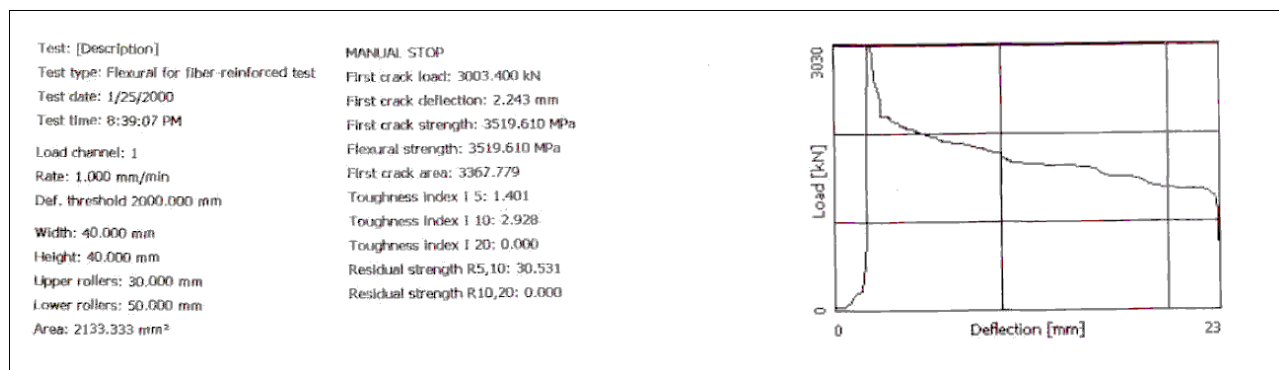 Test: [Description]
Test type: Flexural for fiber-reinforced test
Test date: 1/25/2000
Test time: 8:39:07 PM
Load channel: 1
Rate: 1.000 mm/min
Def. threshold 2000.000 mm
Width: 40.000 mm
Height: 40.000 mm
Upper rollers: 30.000 mm
Lower rollers: 50.000 mm
Area: 2133.333 mm²
MANUAL STOP
First crack load: 3003.400 kN
First crack deflection: 2.243 mm
First crack strength: 3519.610 MPa
Flexural strength: 3519.610 MPa
First crack area: 3367.779
Toughness index I 5: 1.401
Toughness index I 10: 2.928
Toughness index I 20: 0.000
Residual strength R5,10: 30.531
Residual strength R10,20: 0.000
3030
Load [kN]
0
0
Deflection [mm]
23